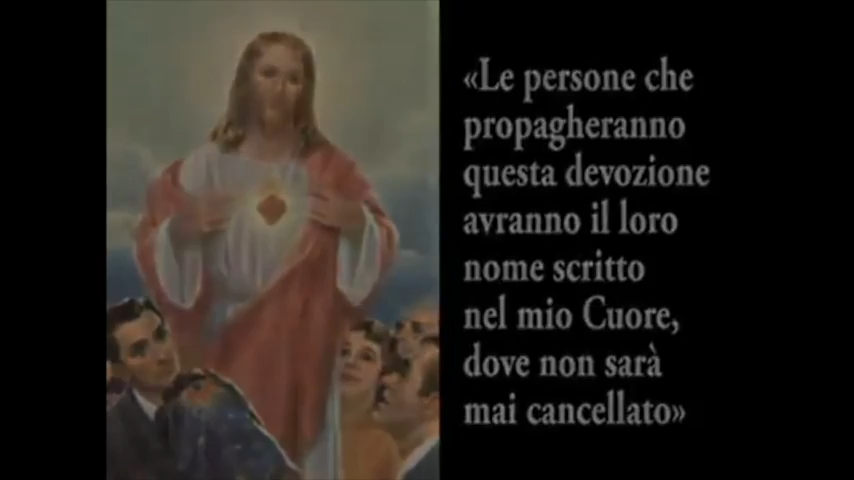 «Le persone che
propagheranno
questa devozione
avranno il loro
nome scritto
nel mio Cuore,
dove non sarà
mai cancellato»